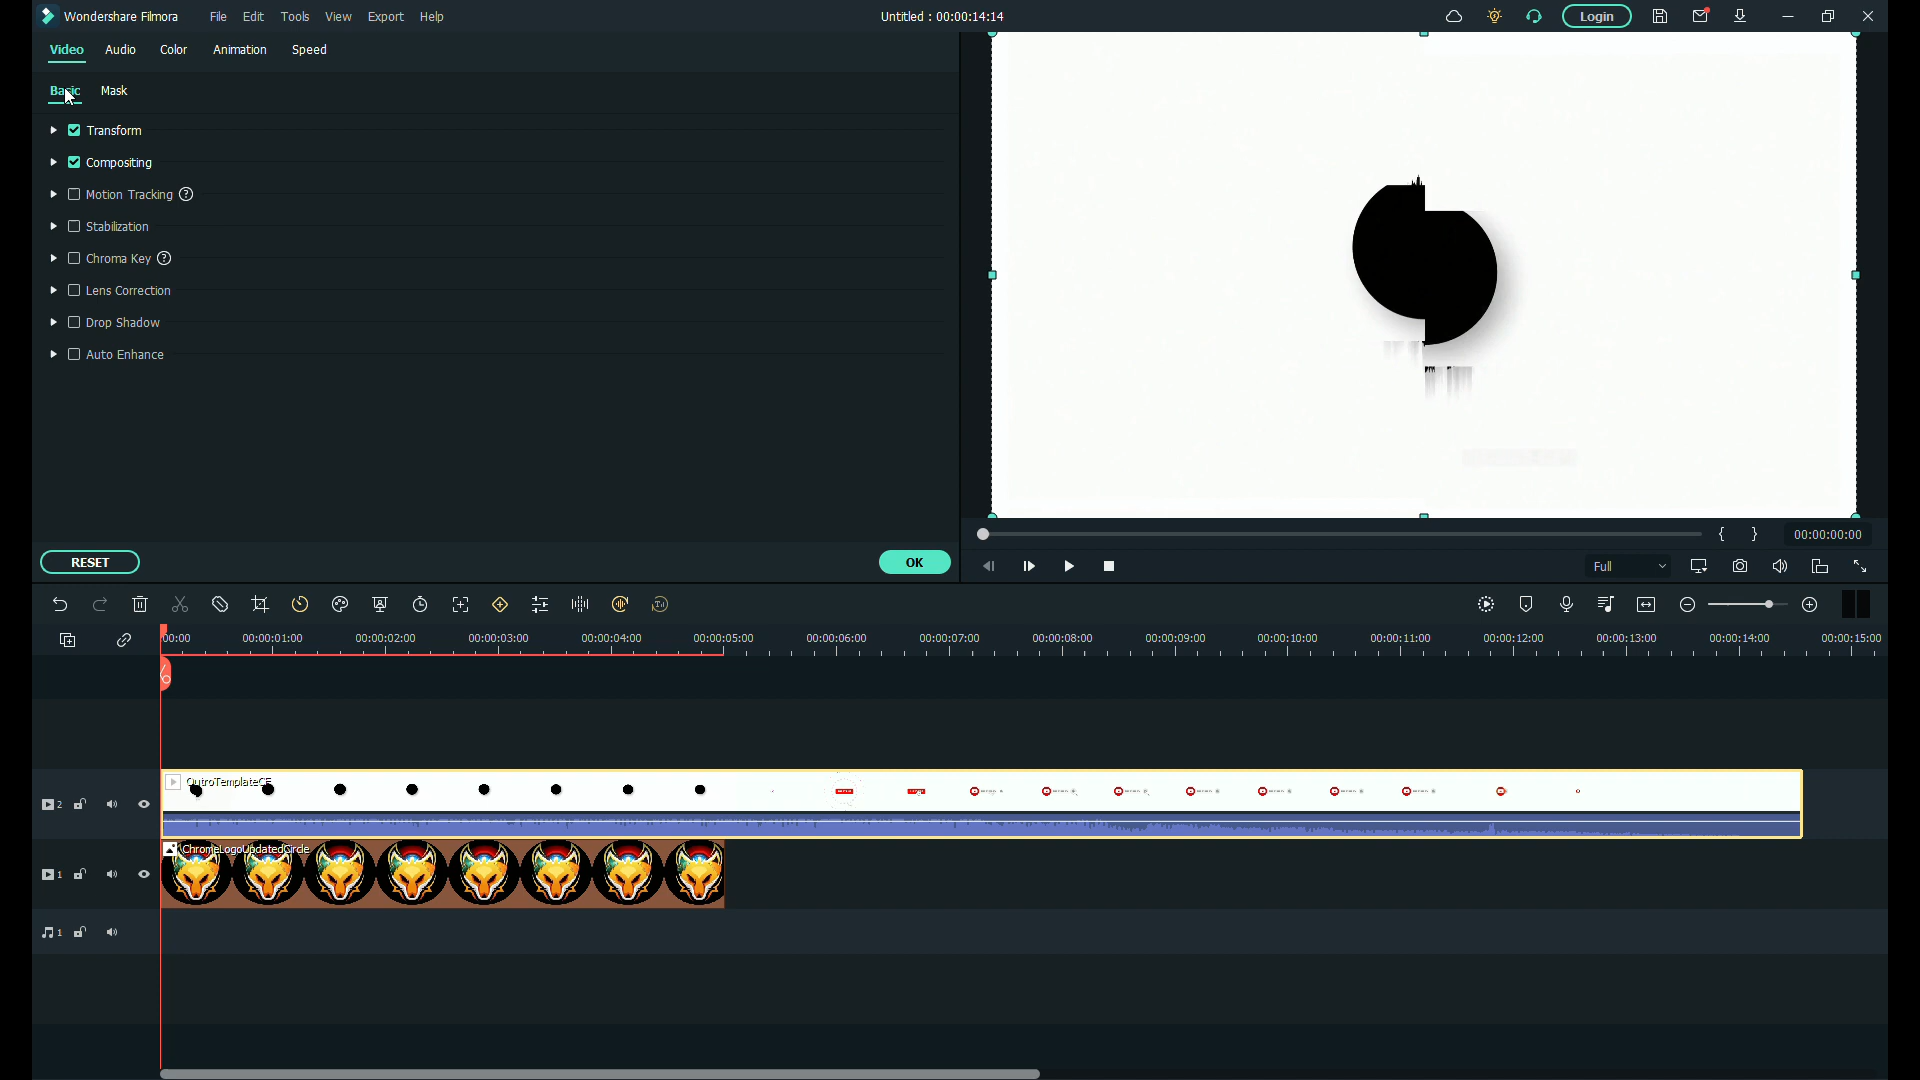 Wondershare Filmora File Edit Tools View Export Help Untitled : 00:00:14:14 Login
Video Audio Color Animation Speed
Basic Mask
Transform
Compositing
Motion Tracking ?
Stabilization
Chroma Key ?
Lens Correction
Drop Shadow
Auto Enhance
{ } 00:00:00:00
RESET OK
Full
:00:00 00:00:01:00 00:00:02:00 00:00:03:00 00:00:04:00 00:00:05:00 00:00:06:00 00:00:07:00 00:00:08:00 00:00:09:00 00:00:10:00 00:00:11:00 00:00:12:00 00:00:13:00 00:00:14:00 00:00:15:00
OutroTemplateCE
2
ChromeLogoUpdatedCircle
1
1